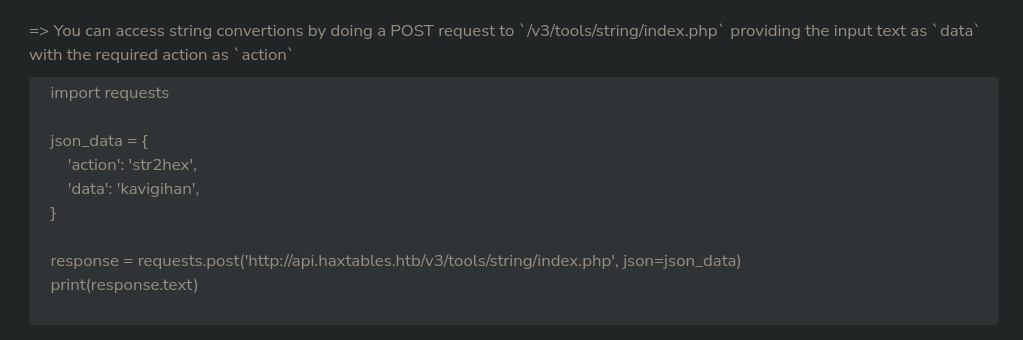 => You can access string convertions by doing a POST request to `/v3/tools/string/index.php` providing the input text as `data`
with the required action as `action`
import requests
json_data = {
'action': 'str2hex',
'data': 'kavigihan',
}
response = requests.post('http://api.haxtables.htb/v3/tools/string/index.php', json=json_data)
print(response.text)